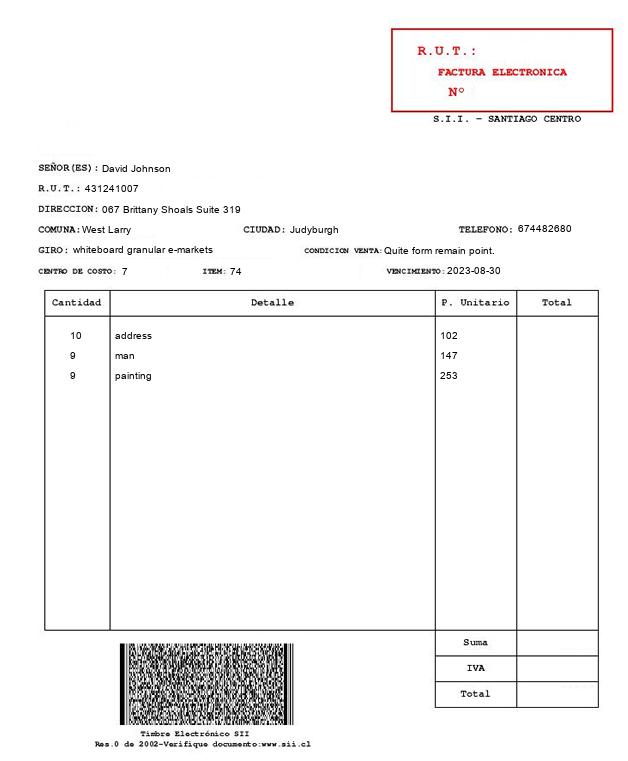 R.U.T.:
FACTURA ELECTRONICA
Nº
S.I.I. - SANTIAGO CENTRO
SEÑOR(ES): David Johnson
R.U.T.: 431241007
DIRECCION: 067 Brittany Shoals Suite 319
COMUNA: West Larry CIUDAD: Judyburgh TELEFONO: 674482680
GIRO: whiteboard granular e-markets CONDICION VENTA: Quite form remain point.
CENTRO DE COSTO: 7 ITEM: 74 VENCIMIENTO: 2023-08-30
Cantidad Detalle P. Unitario Total
10 address 102
9 man 147
9 painting 253
Suma
IVA
Total
Timbre Electrónico SII
Res.0 de 2002-Verifique documento:www.sii.cl